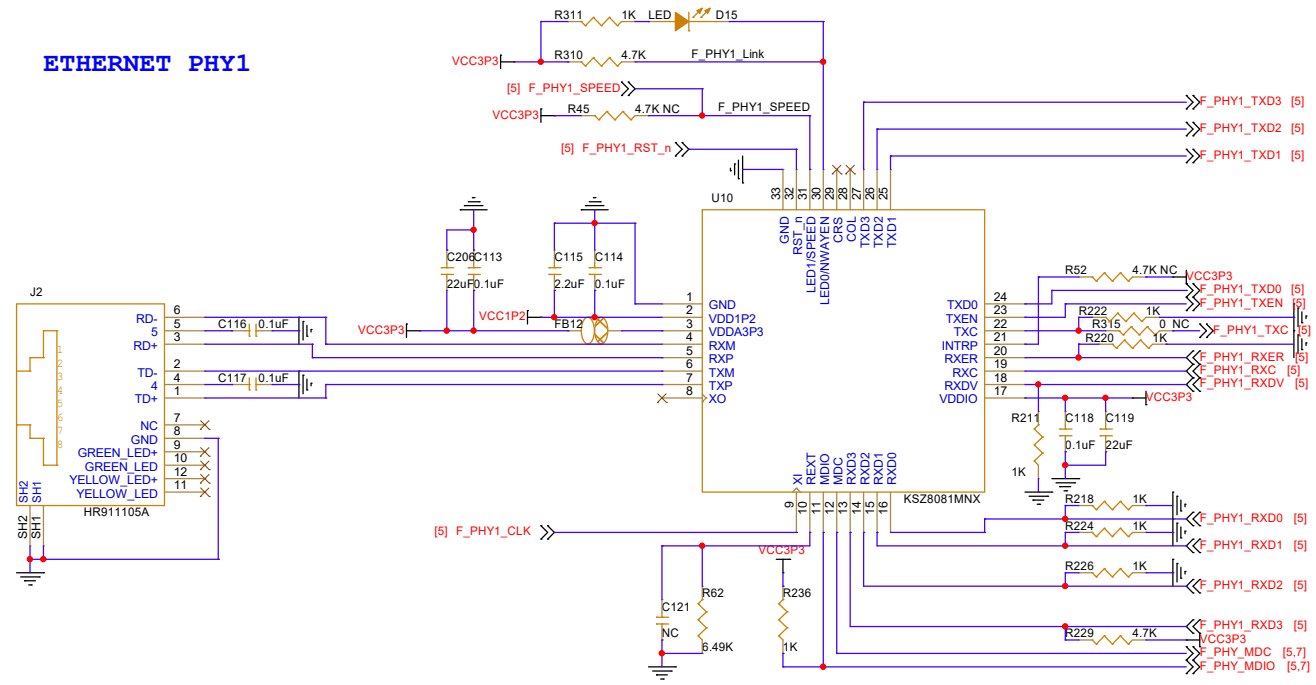 ETHERNET PHY1
R311 1K LED D15
VCC3P3 R310 4.7K F_PHY1_Link
[5] F_PHY1_SPEED
VCC3P3 R45 4.7K NC F_PHY1_SPEED
[5] F_PHY1_RST_n
F_PHY1_TXD3 [5]
F_PHY1_TXD2 [5]
F_PHY1_TXD1 [5]
U10
33 32 31 30 29 28 27 26 25
GND
RST_n
LED1/SPEED
LED0/NWAYEN
CRS
COL
TXD3
TXD2
TXD1
C206 C113
22uF 0.1uF
C115 C114
2.2uF 0.1uF
VCC1P2
VCC3P3
FB12
J2
RD- 6
5
RD+ 3
TD- 2
4
TD+ 1
NC 7
GND 8
GREEN_LED+ 9
GREEN_LED 10
YELLOW_LED+ 12
YELLOW_LED 11
1
2
3
4
5
6
7
8
SH2
SH1
SH2
SH1
HR911105A
C116 0.1uF
C117 0.1uF
1 GND
2 VDD1P2
3 VDDA3P3
4 RXM
5 RXP
6 TXM
7 TXP
8 XO
TXD0 24
TXEN 23
TXC 22
INTRP 21
RXER 20
RXC 19
RXDV 18
VDDIO 17
R52 4.7K NC VCC3P3
F_PHY1_TXD0 [5]
F_PHY1_TXEN [5]
R222 1K
R315 0 NC F_PHY1_TXC [5]
R220 1K
F_PHY1_RXER [5]
F_PHY1_RXC [5]
F_PHY1_RXDV [5]
VCC3P3
R211
1K
C118 C119
0.1uF 22uF
XI
REXT
MDIO
MDC
RXD3
RXD2
RXD1
RXD0
9 10 11 12 13 14 15 16
KSZ8081MNX
[5] F_PHY1_CLK
VCC3P3
C121
NC
R62
6.49K
R236
1K
R218 1K
F_PHY1_RXD0 [5]
R224 1K
F_PHY1_RXD1 [5]
R226 1K
F_PHY1_RXD2 [5]
F_PHY1_RXD3 [5]
R229 4.7K VCC3P3
F_PHY_MDC [5,7]
F_PHY_MDIO [5,7]